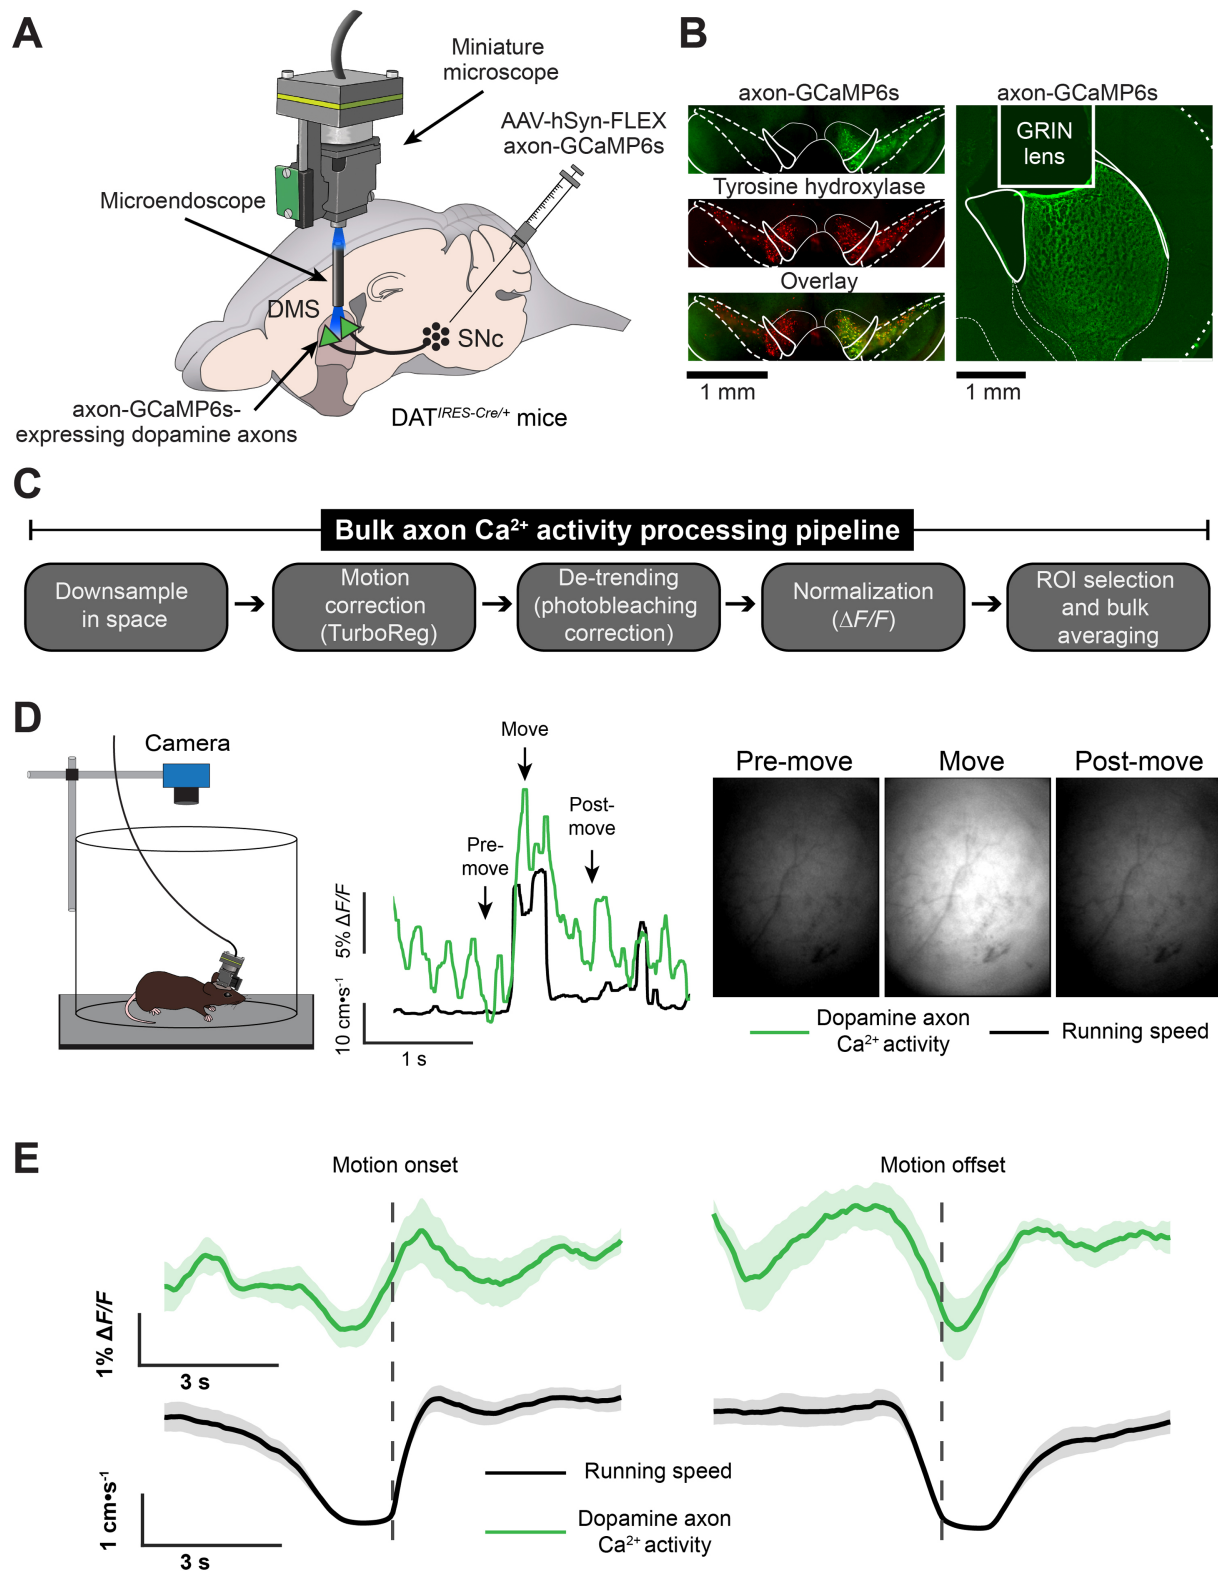 A
Miniature
microscope
AAV-hSyn-FLEX
axon-GCaMP6s
Microendoscope
DMS
SNc
axon-GCaMP6s-
expressing dopamine axons
DATIRES-Cre/+ mice
B
axon-GCaMP6s
Tyrosine hydroxylase
Overlay
1 mm
axon-GCaMP6s
GRIN
lens
1 mm
C
Bulk axon Ca2+ activity processing pipeline
Downsample
in space
Motion
correction
(TurboReg)
De-trending
(photobleaching
correction)
Normalization
(ΔF/F)
ROI selection
and bulk
averaging
D
Camera
Move
Pre-
move
Post-
move
5% ΔF/F
10 cm•s-1
1 s
Pre-move
Move
Post-move
Dopamine axon
Ca2+ activity
Running speed
E
Motion onset
Motion offset
1% ΔF/F
3 s
1 cm•s-1
3 s
Running speed
Dopamine axon
Ca2+ activity